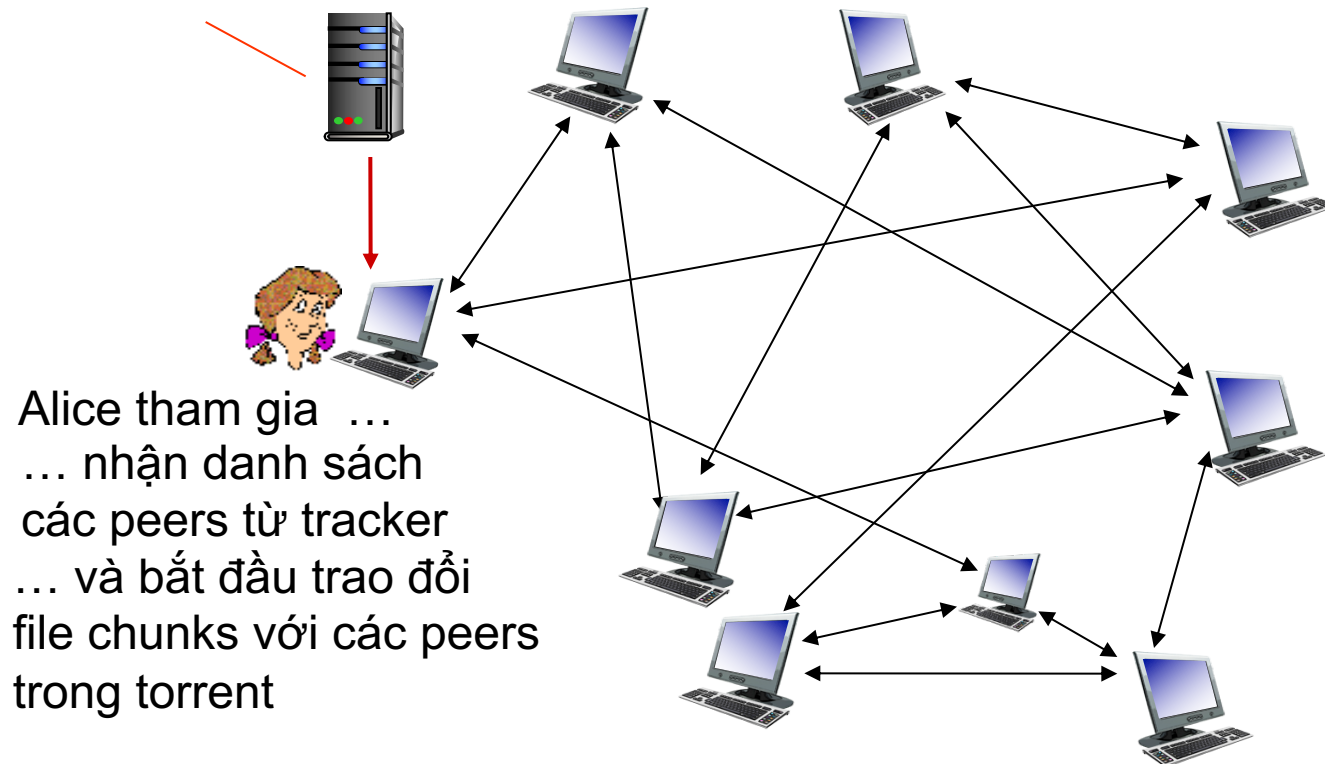 Alice tham gia …
… nhận danh sách
các peers từ tracker
… và bắt đầu trao đổi
file chunks với các peers
trong torrent